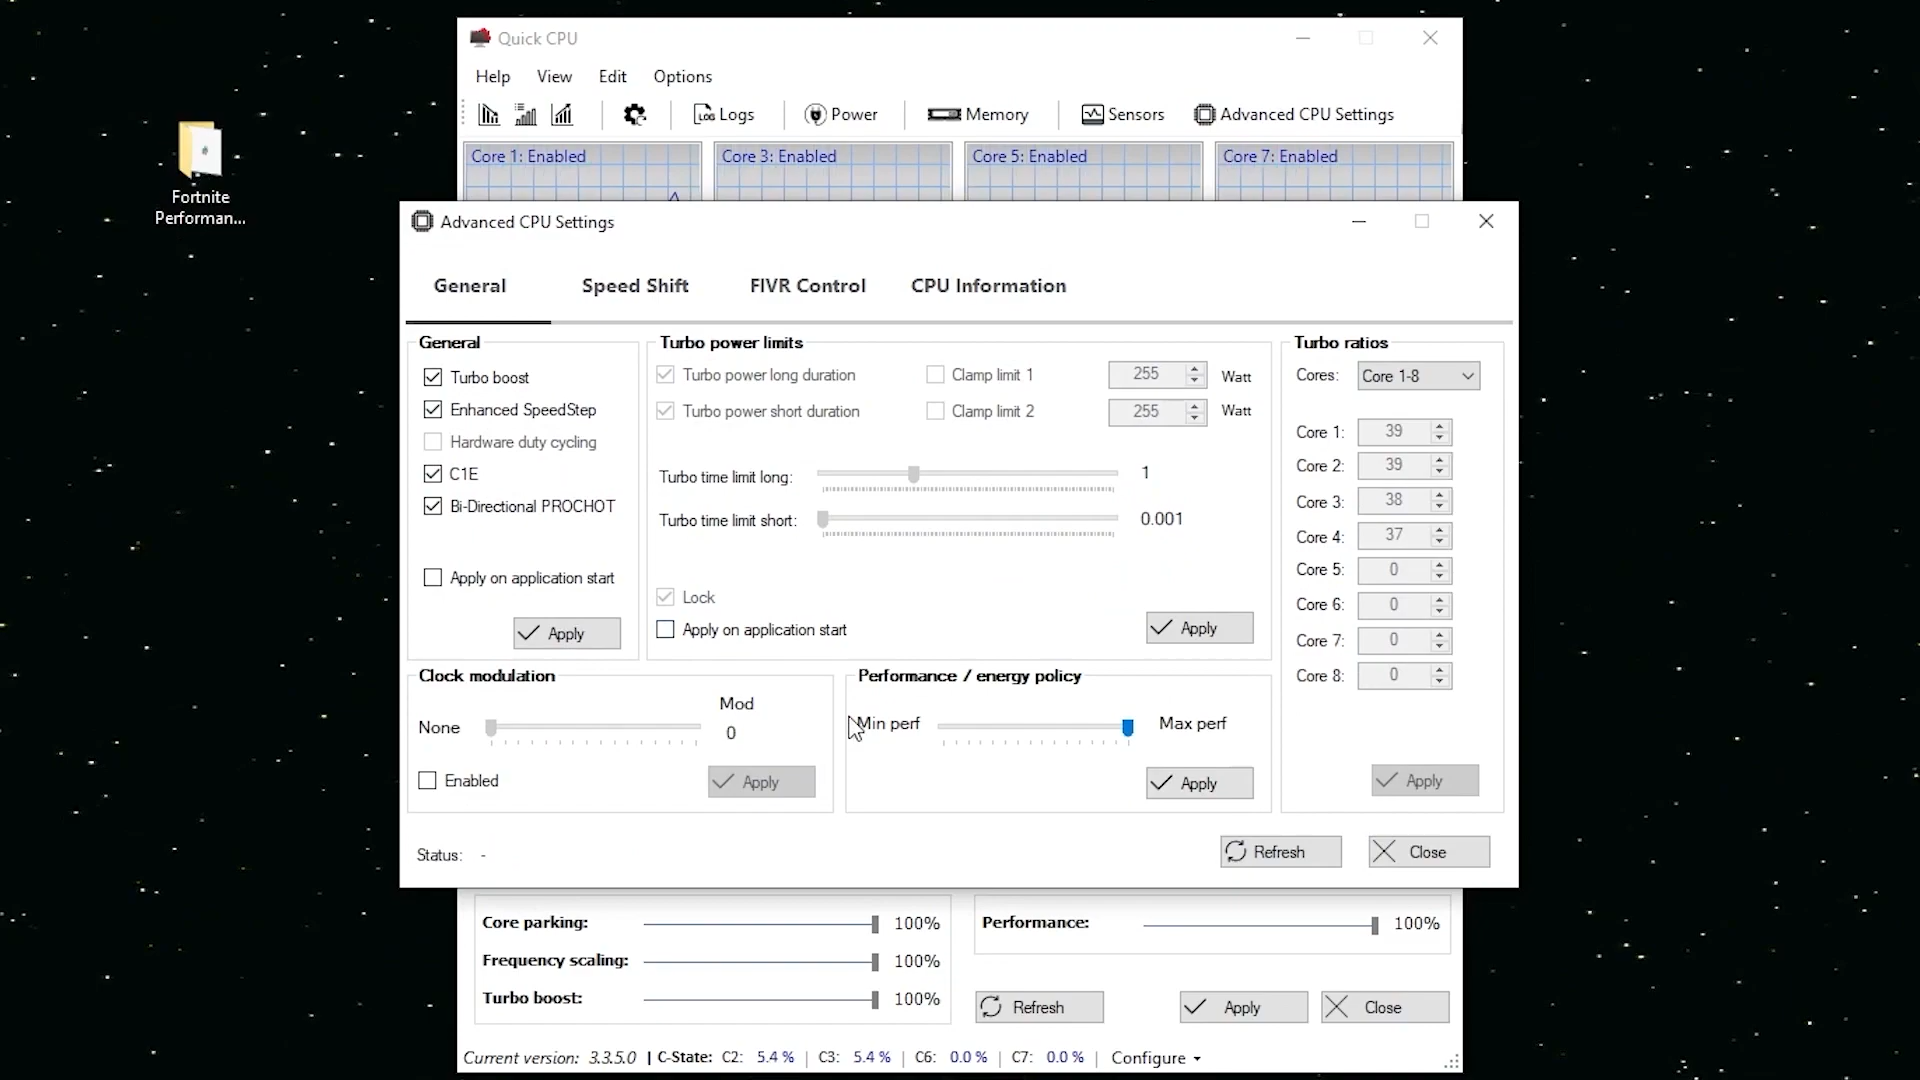 Quick CPU
Help View Edit Options
LOG Logs Power Memory Sensors Advanced CPU Settings
Core 1: Enabled Core 3: Enabled Core 5: Enabled Core 7: Enabled
Fortnite
Performan...
Advanced CPU Settings
General Speed Shift FIVR Control CPU Information
General
Turbo boost
Enhanced SpeedStep
Hardware duty cycling
C1E
Bi-Directional PROCHOT
Apply on application start
Apply
Turbo power limits
Turbo power long duration Clamp limit 1 255 Watt
Turbo power short duration Clamp limit 2 255 Watt
Turbo time limit long: 1
Turbo time limit short: 0.001
Lock
Apply on application start Apply
Turbo ratios
Cores: Core 1-8
Core 1: 39
Core 2: 39
Core 3: 38
Core 4: 37
Core 5: 0
Core 6: 0
Core 7: 0
Core 8: 0
Apply
Clock modulation
Mod
None 0
Enabled Apply
Performance / energy policy
Min perf Max perf
Apply
Status: -
Refresh Close
Core parking: 100%
Frequency scaling: 100%
Turbo boost: 100%
Performance: 100%
Refresh Apply Close
Current version: 3.3.5.0 | C-State: C2: 5.4 % | C3: 5.4 % | C6: 0.0 % | C7: 0.0 % | Configure